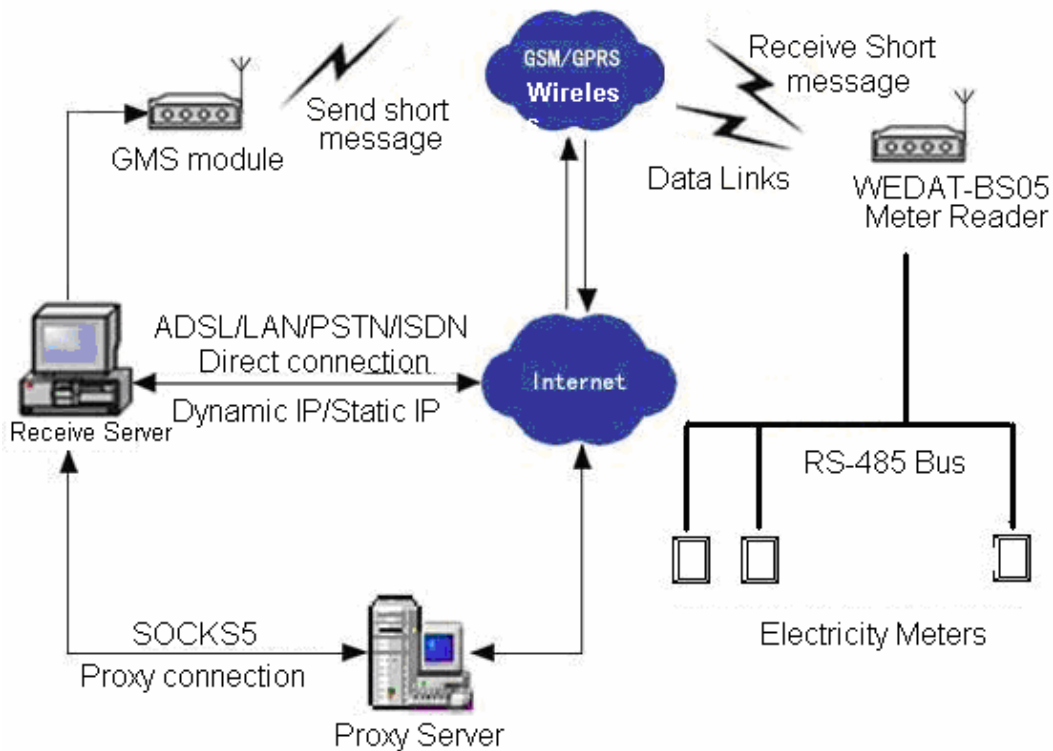 GSM/GPRS
Wireles
s
Receive Short
message
Send short
message
GMS module
Data Links
WEDAT-BS05
Meter Reader
ADSL/LAN/PSTN/ISDN
Direct connection
Dynamic IP/Static IP
Internet
Receive Server
RS-485 Bus
Electricity Meters
SOCKS5
Proxy connection
Proxy Server